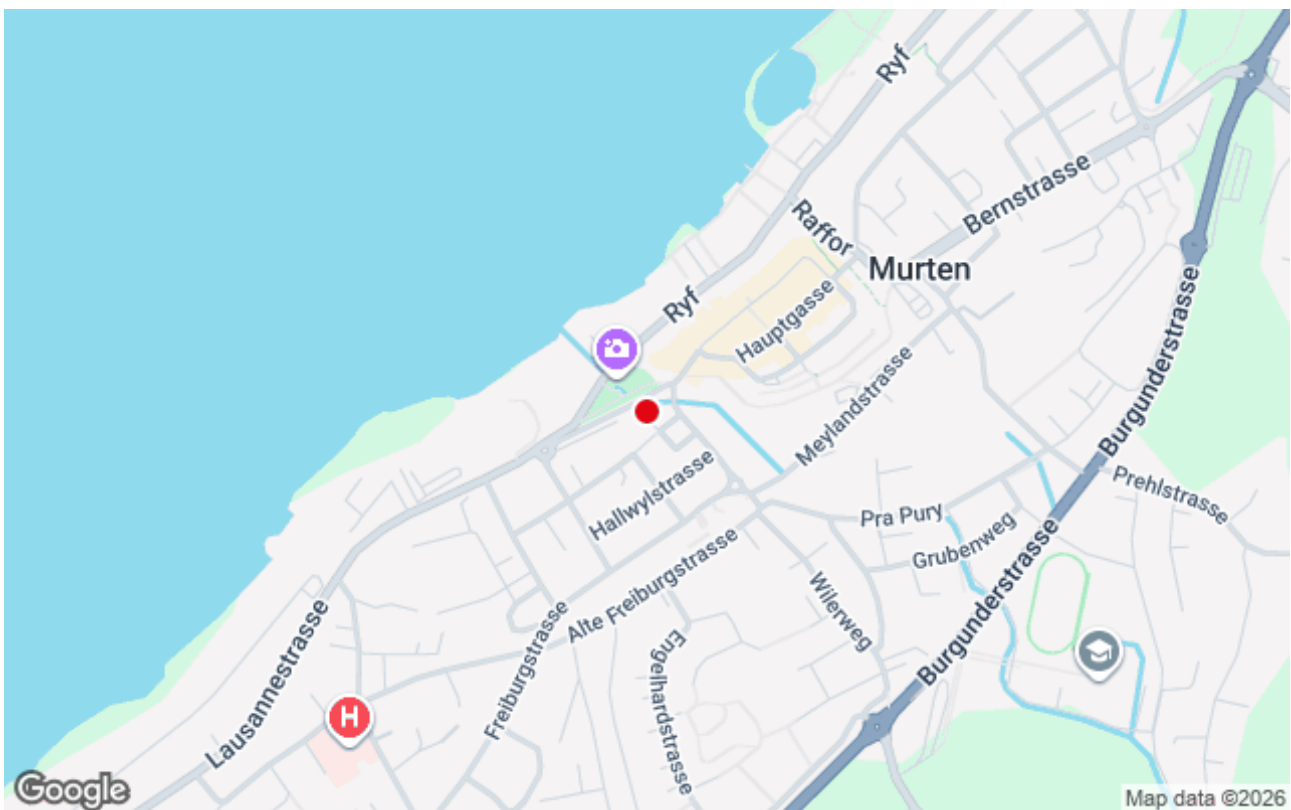 Ryf
Raffor
Bernstrasse
Murten
Ryf
Hauptgasse
Burgunderstrasse
Meylandstrasse
Prehlstrasse
Hallwylstrasse
Pra Pury
Grubenweg
Alte Freiburgstrasse
Wilerweg
Burgunderstrasse
Lausannestrasse
Freiburgstrasse
Engelhardstrasse
H
Google
Map data ©2026